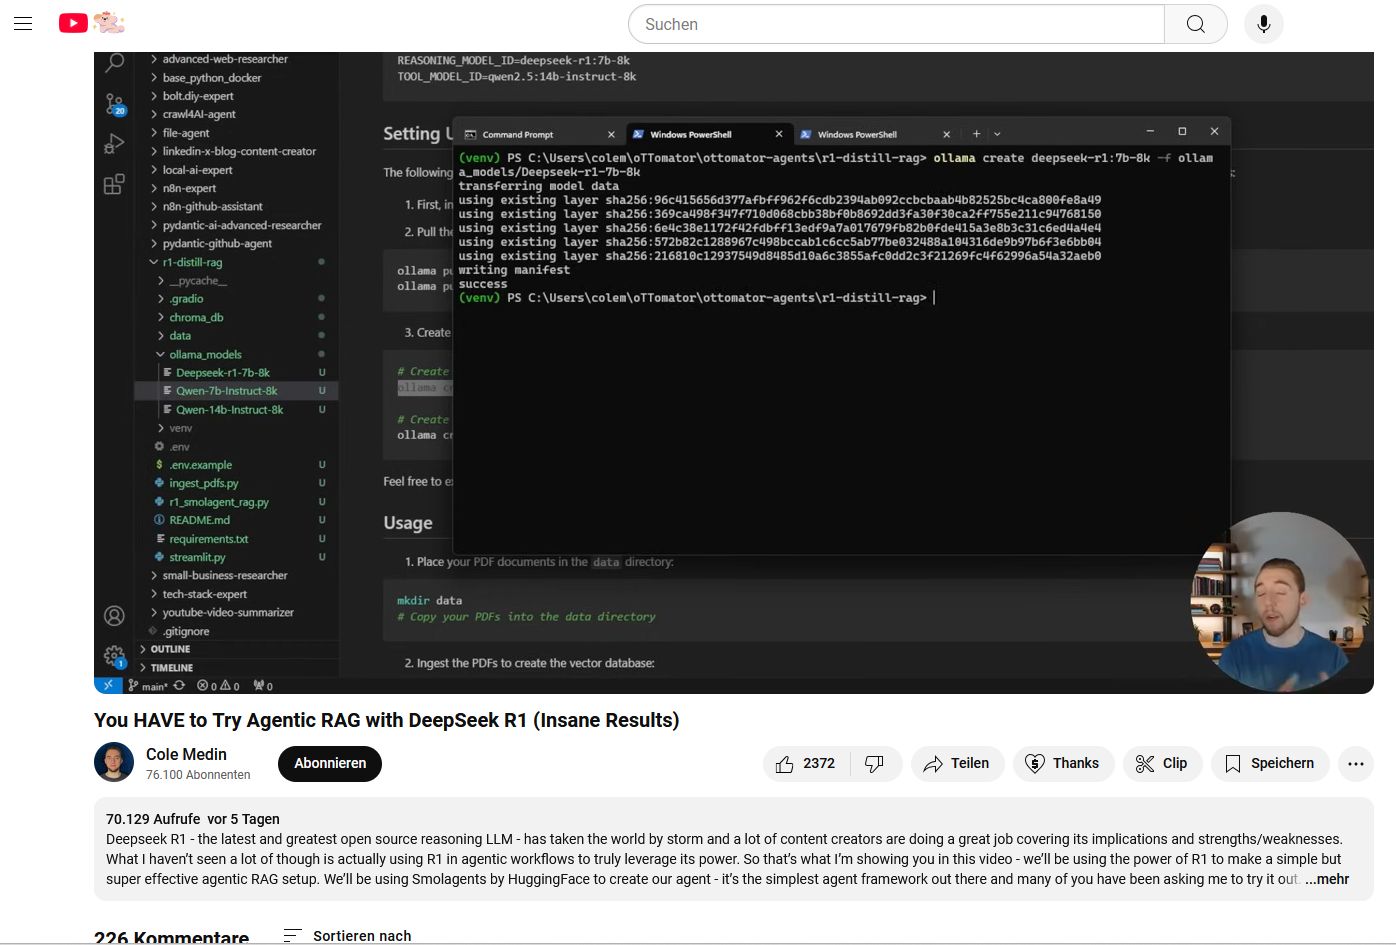 Suchen
advanced-web-researcher
base_python_docker
bolt.diy-expert
crawl4AI-agent
file-agent
linkedin-x-blog-content-creator
local-ai-expert
n8n-expert
n8n-github-assistant
pydantic-ai-advanced-researcher
pydantic-github-agent
r1-distill-rag
__pycache__
.gradio
chroma_db
data
ollama_models
Deepseek-r1-7b-8k U
Qwen-7b-Instruct-8k U
Qwen-14b-Instruct-8k U
venv
.env
.env.example U
ingest_pdfs.py U
r1_smolagent_rag.py U
README.md U
requirements.txt U
streamlit.py U
small-business-researcher
tech-stack-expert
youtube-video-summarizer
.gitignore
OUTLINE
TIMELINE
20
1
main* 0 0 0
REASONING_MODEL_ID=deepseek-r1:7b-8k
TOOL_MODEL_ID=qwen2.5:14b-instruct-8k
Setting U
The following
1. First, in
2. Pull the
ollama pu
ollama pu
3. Create
# Create
ollama cr
# Create
ollama cr
Feel free to e
Command Prompt Windows PowerShell Windows PowerShell
(venv) PS C:\Users\colem\oTTomator\ottomator-agents\r1-distill-rag> ollama create deepseek-r1:7b-8k -f ollam
a_models/Deepseek-r1-7b-8k
transferring model data
using existing layer sha256:96c415656d377afbff962f6cdb2394ab092ccbcbaab4b82525bc4ca800fe8a49
using existing layer sha256:369ca498f347f710d068cbb38bf0b8692dd3fa30f30ca2ff755e211c94768150
using existing layer sha256:6e4c38e1172f42fdbff13edf9a7a017679fb82b0fde415a3e8b3c31c6ed4a4e4
using existing layer sha256:572b82c1288967c498bccab1c6cc5ab77be032488a104316de9b97b6f3e6bb04
using existing layer sha256:216810c12937549d8485d10a6c3855afc0dd2c3f21269fc4f62996a54a32aeb0
writing manifest
success
(venv) PS C:\Users\colem\oTTomator\ottomator-agents\r1-distill-rag>
Usage
1. Place your PDF documents in the data directory:
mkdir data
# Copy your PDFs into the data directory
2. Ingest the PDFs to create the vector database:
You HAVE to Try Agentic RAG with DeepSeek R1 (Insane Results)
Cole Medin
76.100 Abonnenten
Abonnieren
2372
Teilen
Thanks
Clip
Speichern
70.129 Aufrufe vor 5 Tagen
Deepseek R1 - the latest and greatest open source reasoning LLM - has taken the world by storm and a lot of content creators are doing a great job covering its implications and strengths/weaknesses.
What I haven't seen a lot of though is actually using R1 in agentic workflows to truly leverage its power. So that's what I'm showing you in this video - we'll be using the power of R1 to make a simple but
super effective agentic RAG setup. We'll be using Smolagents by HuggingFace to create our agent - it's the simplest agent framework out there and many of you have been asking me to try it out. ...mehr
226 Kommentare
Sortieren nach